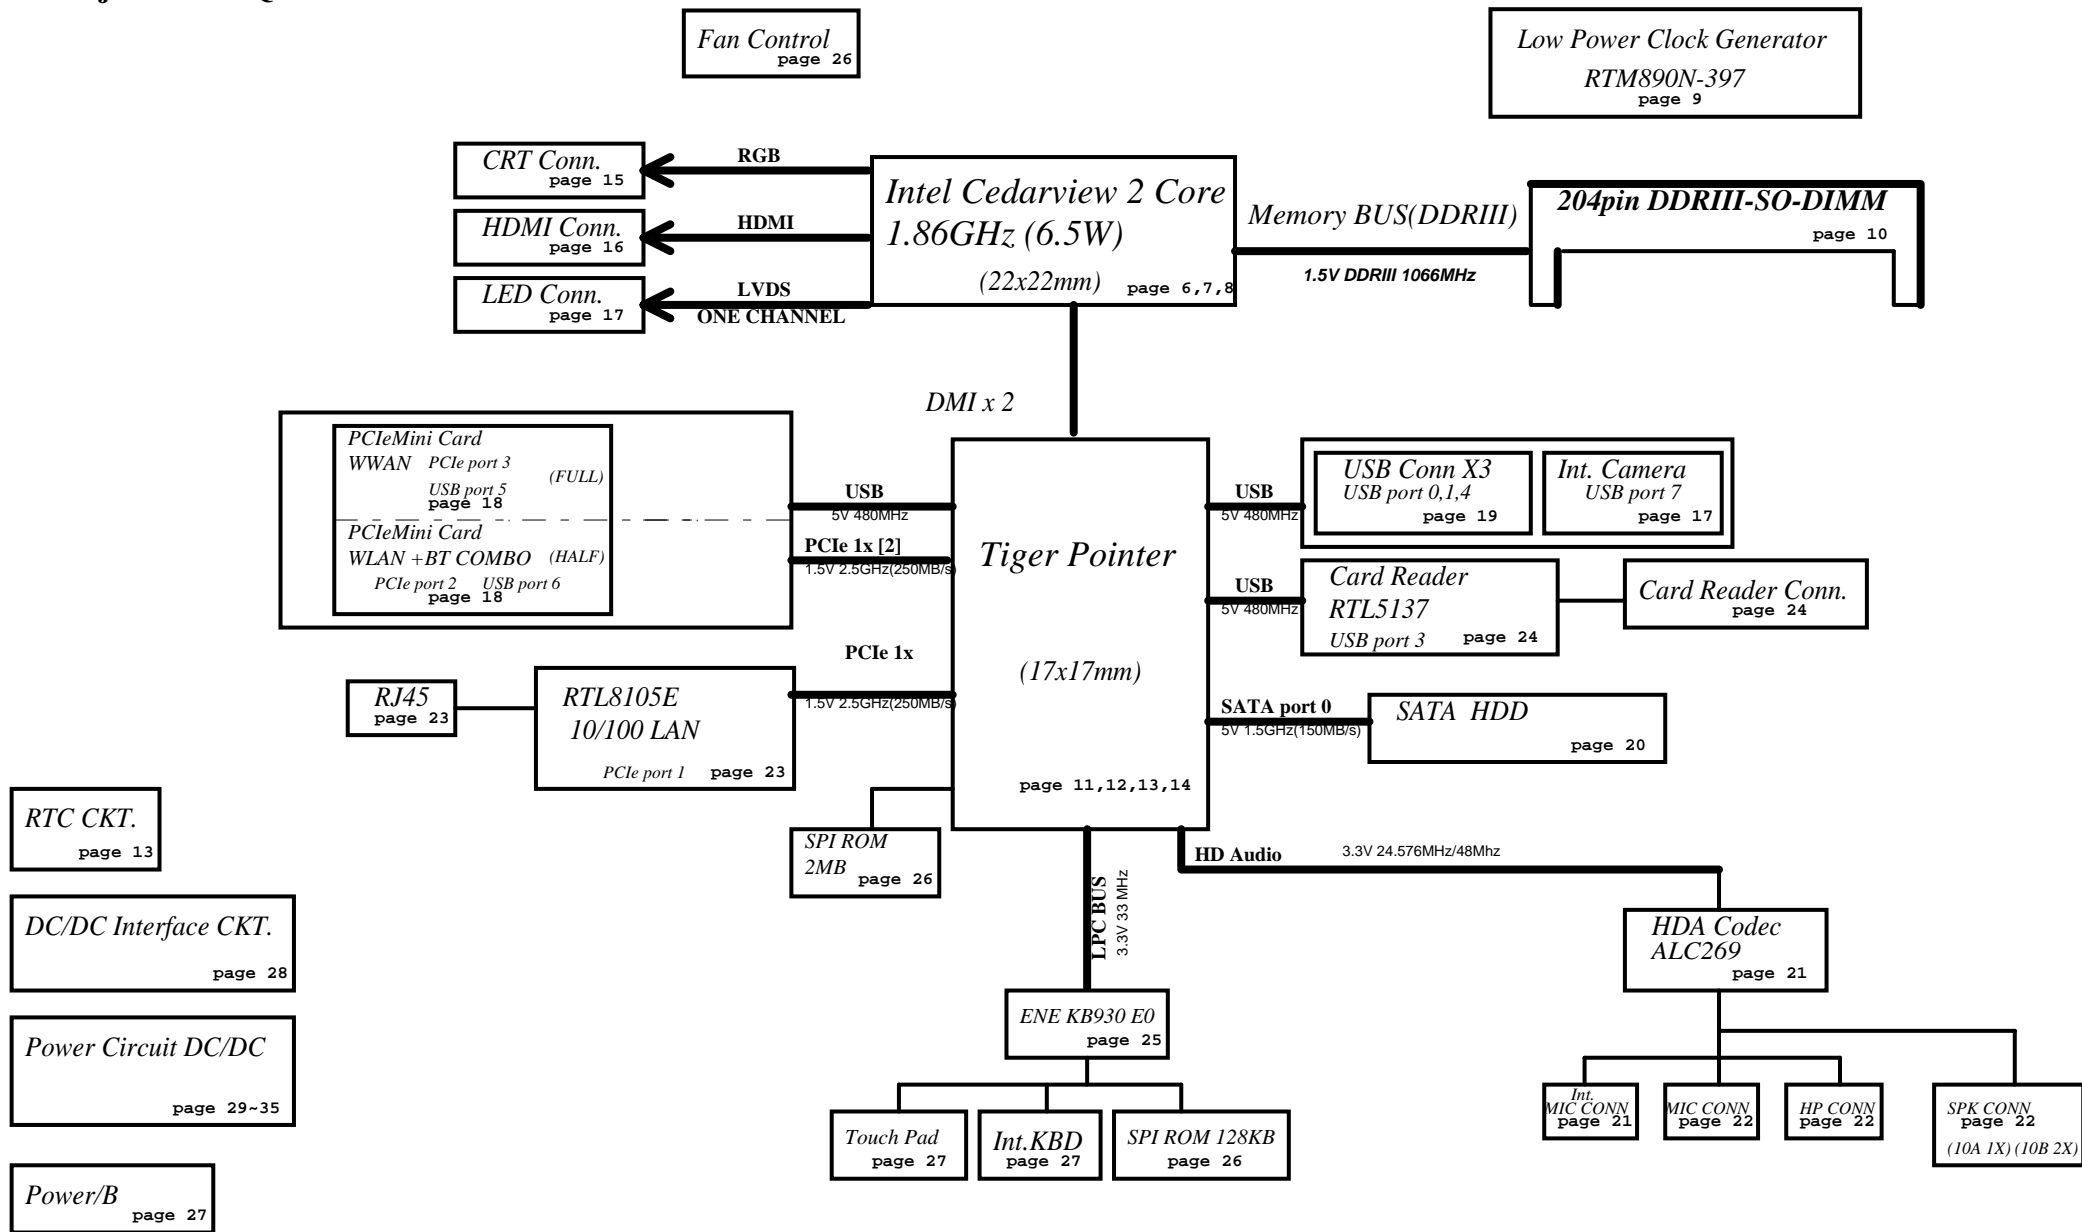 Fan Control
page 26
Low Power Clock Generator
RTM890N-397
page 9
CRT Conn.
page 15
RGB
HDMI Conn.
page 16
HDMI
LED Conn.
page 17
LVDS
ONE CHANNEL
Intel Cedarview 2 Core
1.86GHz (6.5W)
(22x22mm)
page 6,7,8
Memory BUS(DDRIII)
1.5V DDRIII 1066MHz
204pin DDRIII-SO-DIMM
page 10
DMI x 2
PCIeMini Card
WWAN PCIe port 3
(FULL)
USB port 5
page 18
PCIeMini Card
WLAN +BT COMBO (HALF)
PCIe port 2 USB port 6
page 18
USB
5V 480MHz
PCIe 1x [2]
1.5V 2.5GHz(250MB/s)
PCIe 1x
1.5V 2.5GHz(250MB/s)
RJ45
page 23
RTL8105E
10/100 LAN
PCIe port 1 page 23
Tiger Pointer
(17x17mm)
page 11,12,13,14
USB
5V 480MHz
USB Conn X3
USB port 0,1,4
page 19
Int. Camera
USB port 7
page 17
USB
5V 480MHz
Card Reader
RTL5137
USB port 3 page 24
Card Reader Conn.
page 24
SATA port 0
5V 1.5GHz(150MB/s)
SATA HDD
page 20
SPI ROM
2MB page 26
LPC BUS
3.3V 33 MHz
HD Audio
3.3V 24.576MHz/48Mhz
HDA Codec
ALC269
page 21
ENE KB930 E0
page 25
Touch Pad
page 27
Int.KBD
page 27
SPI ROM 128KB
page 26
Int.
MIC CONN
page 21
MIC CONN
page 22
HP CONN
page 22
SPK CONN
page 22
(10A 1X) (10B 2X)
RTC CKT.
page 13
DC/DC Interface CKT.
page 28
Power Circuit DC/DC
page 29~35
Power/B
page 27